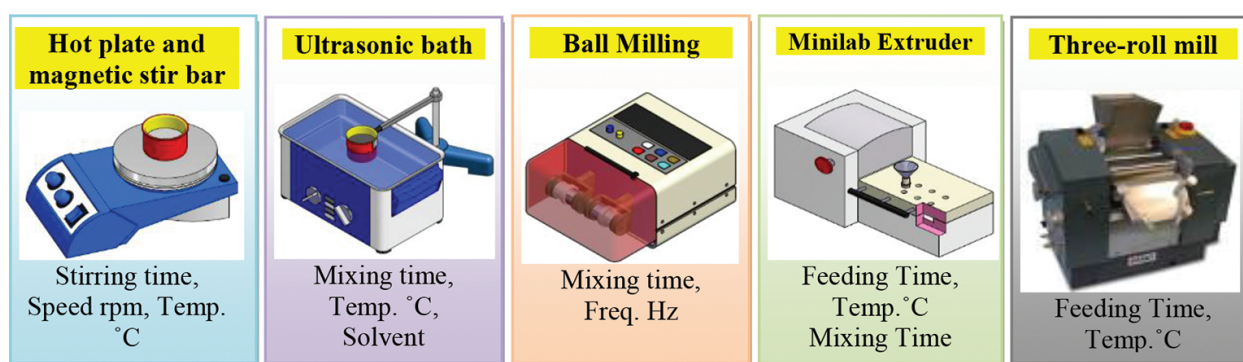 Hot plate and
magnetic stir bar
Stirring time,
Speed rpm, Temp.
˚C
Ultrasonic bath
Mixing time,
Temp. ˚C,
Solvent
Ball Milling
Mixing time,
Freq. Hz
Minilab Extruder
Feeding Time,
Temp.˚C
Mixing Time
Three-roll mill
Feeding Time,
Temp.˚C